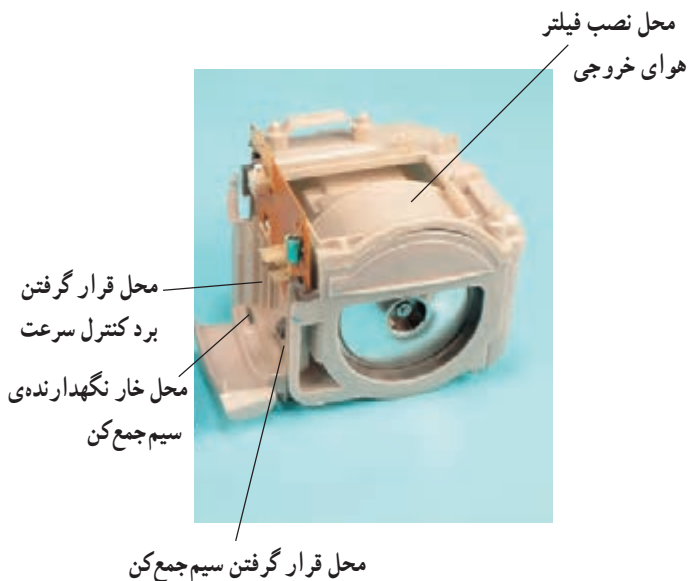 محل نصب فیلتر
هوای خروجی
محل قرار گرفتن
برد کنترل سرعت
محل خار نگهدارنده‌ی
سیم‌جمع‌کن
محل قرار گرفتن سیم‌جمع‌کن